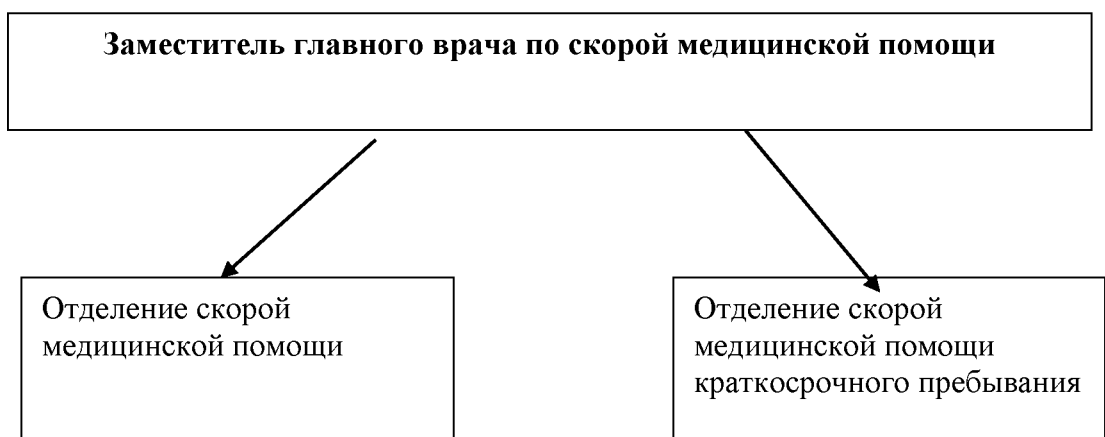 Заместитель главного врача по скорой медицинской помощи
Отделение скорой
медицинской помощи
Отделение скорой
медицинской помощи
краткосрочного пребывания